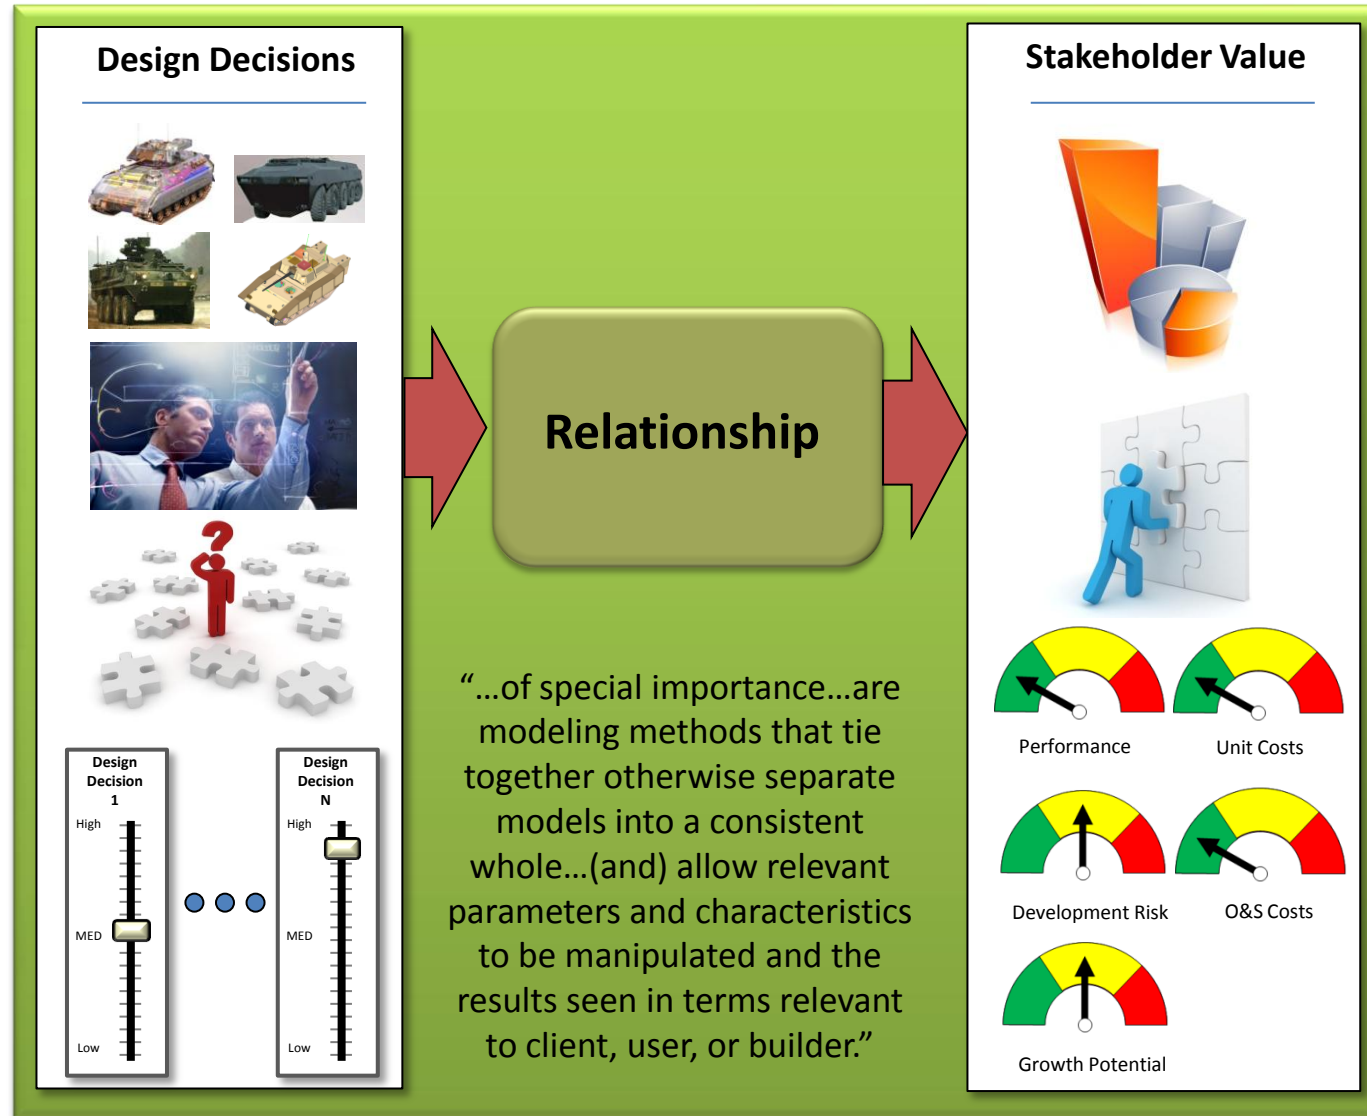 Design Decisions
Design
Decision
1
High
MED
Low
Design
Decision
N
High
MED
Low
Relationship
“...of special importance...are
modeling methods that tie
together otherwise separate
models into a consistent
whole...(and) allow relevant
parameters and characteristics
to be manipulated and the
results seen in terms relevant
to client, user, or builder.”
Stakeholder Value
?
Performance
Unit Costs
Development Risk
O&S Costs
Growth Potential